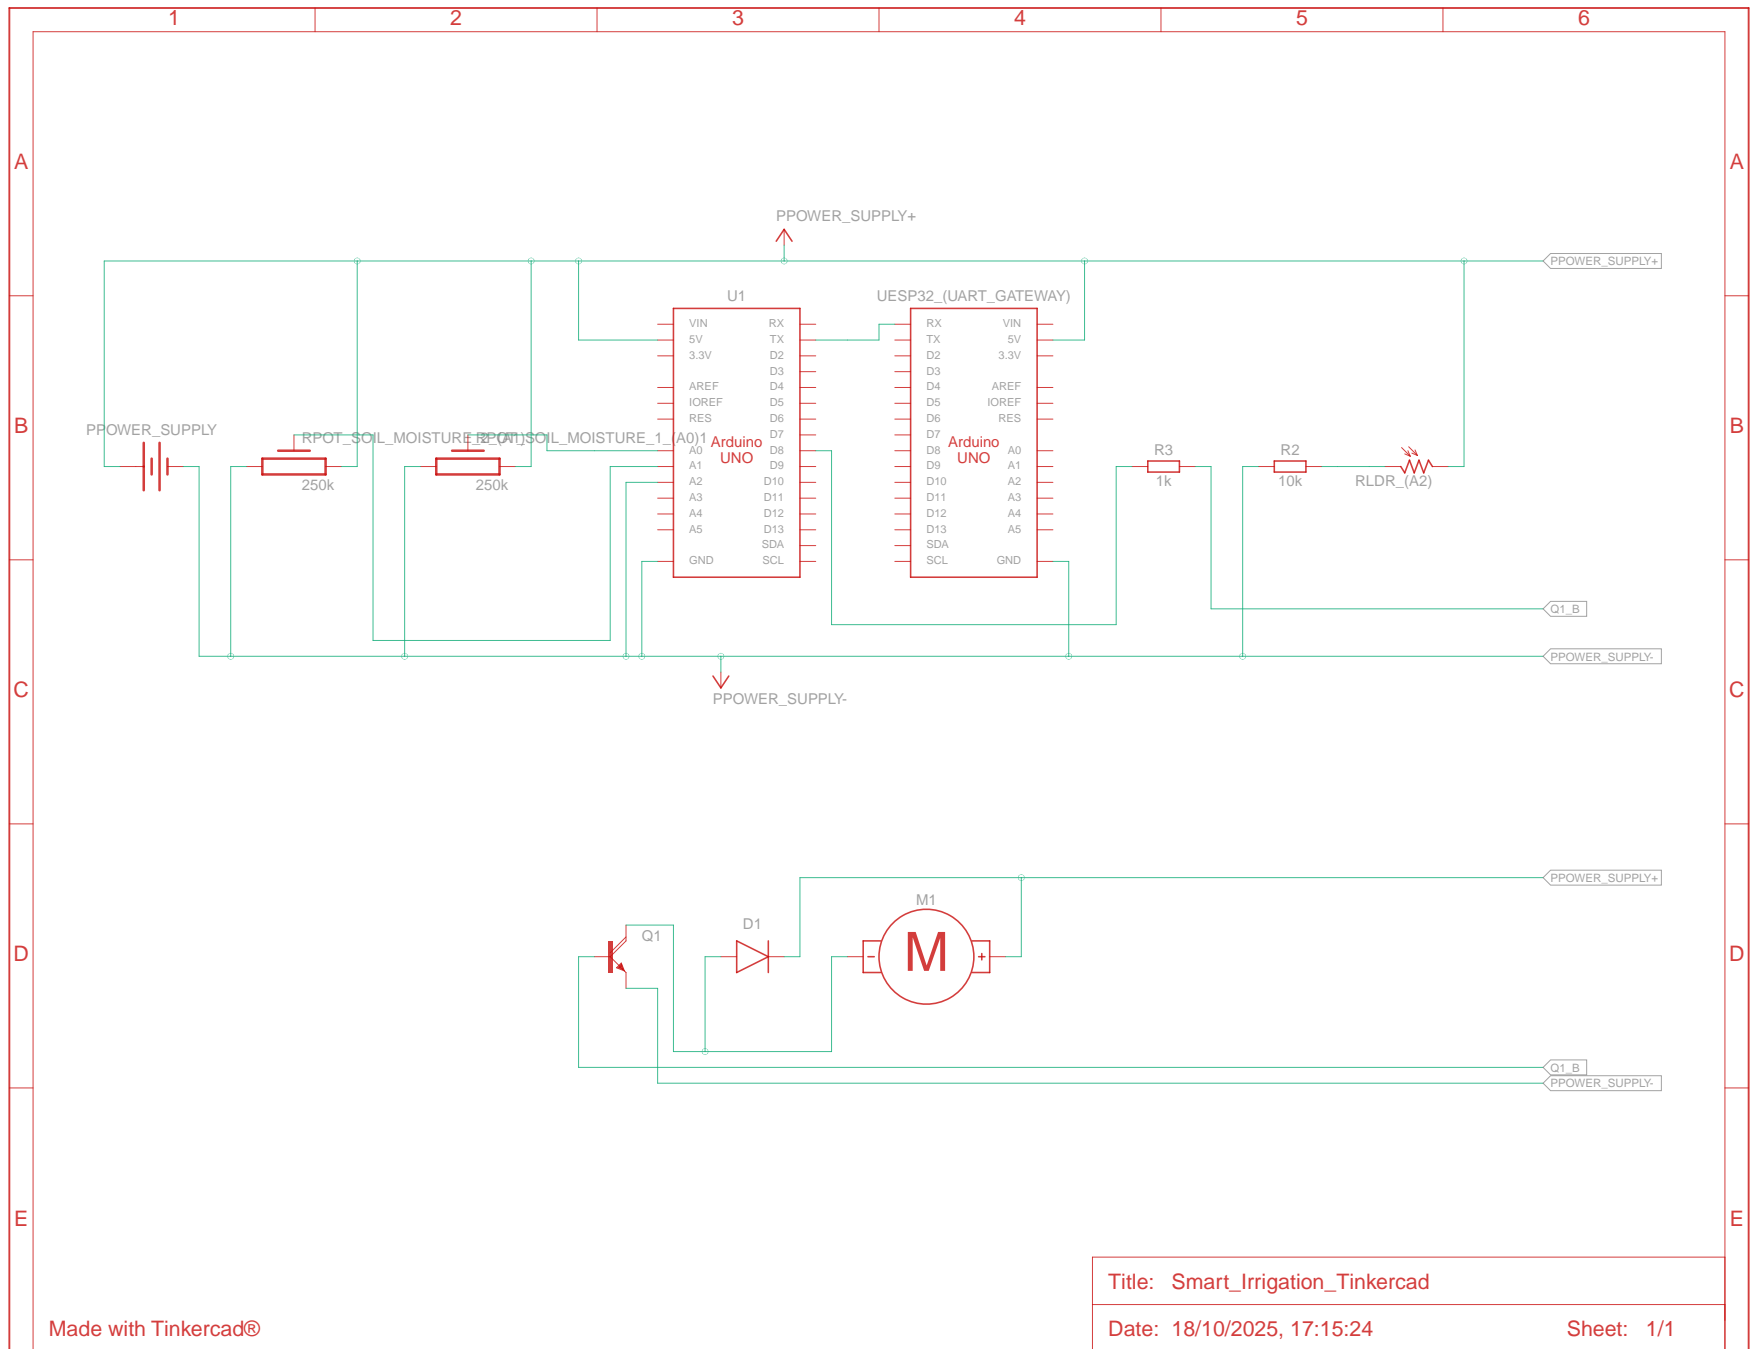 1 2 3 4 5 6
A A
PPOWER_SUPPLY+
PPOWER_SUPPLY+
U1 UESP32_(UART_GATEWAY)
VIN RX RX VIN
5V TX TX 5V
3.3V D2 D2 3.3V
D3 D3
AREF D4 D4 AREF
IOREF D5 D5 IOREF
RES D6 D6 RES
D7 D7
A0 D8 D8 A0
A1 D9 D9 A1
A2 D10 D10 A2
A3 D11 D11 A3
A4 D12 D12 A4
A5 D13 D13 A5
SDA SDA
GND SCL SCL GND
Arduino
UNO
Arduino
UNO
B B
PPOWER_SUPPLY
RPOT_SOIL_MOISTURE_2_(A1)
RPOT_SOIL_MOISTURE_1_(A0)1
250k
250k
R3
1k
R2
10k
RLDR_(A2)
Q1_B
PPOWER_SUPPLY-
C C
PPOWER_SUPPLY-
PPOWER_SUPPLY+
M1
D1
Q1
M
- +
D D
Q1_B
PPOWER_SUPPLY-
E E
Title: Smart_Irrigation_Tinkercad
Made with Tinkercad®
Date: 18/10/2025, 17:15:24 Sheet: 1/1